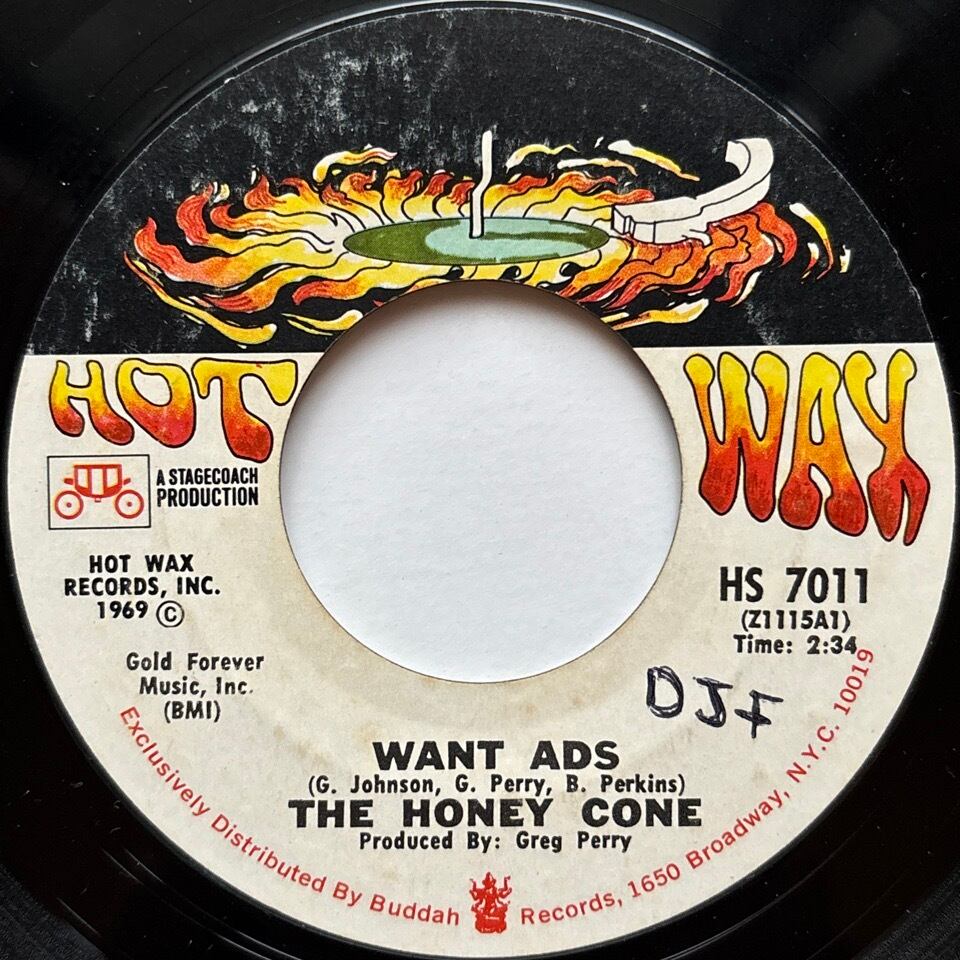 HOT WAX
A STAGECOACH
PRODUCTION
HOT WAX
RECORDS, INC.
1969 ©
Gold Forever
Music, Inc.
(BMI)
HS 7011
(Z1115A1)
Time: 2:34
DJF
WANT ADS
(G. Johnson, G. Perry, B. Perkins)
THE HONEY CONE
Produced By: Greg Perry
Exclusively Distributed By Buddah Records, 1650 Broadway, N.Y.C. 10019